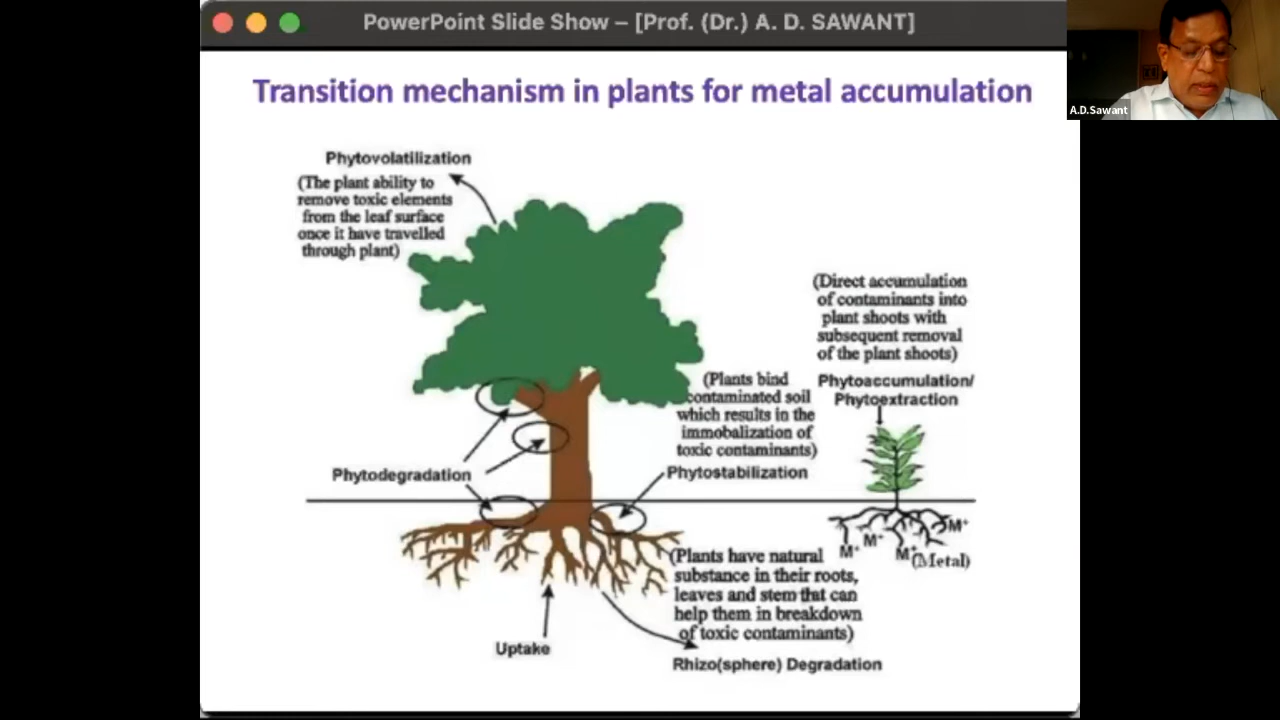 PowerPoint Slide Show – [Prof. (Dr.) A. D. SAWANT]
A.D.Sawant
Transition mechanism in plants for metal accumulation
Phytovolatilization
(The plant ability to
remove toxic elements
from the leaf surface
once it have travelled
through plant)
(Direct accumulation
of contaminants into
plant shoots with
subsequent removal
of the plant shoots)
Phytoaccumulation/
Phytoextraction
(Plants bind
contaminated soil
which results in the
immobalization of
toxic contaminants)
Phytostabilization
Phytodegradation
M⁺
M⁺
M⁺
M⁺
(Metal)
(Plants have natural
substance in their roots,
leaves and stem that can
help them in breakdown
of toxic contaminants)
Uptake
Rhizo(sphere) Degradation